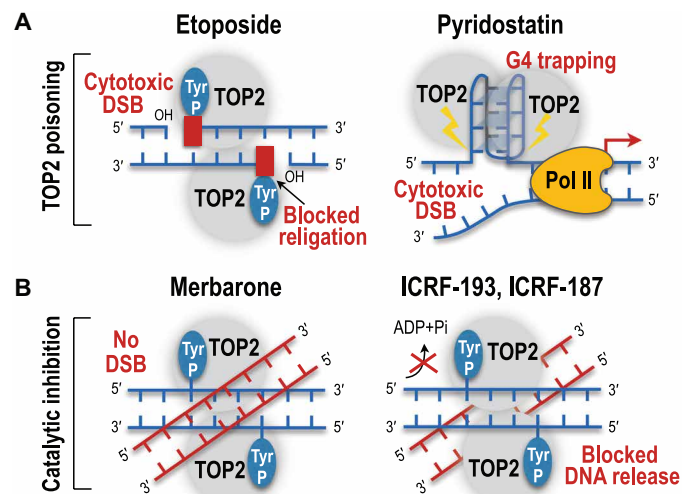 A
TOP2 poisoning
Etoposide
Cytotoxic
DSB
Tyr
P
TOP2
OH
5′
3′
3′
5′
OH
TOP2
Tyr
P
Blocked
religation
Pyridostatin
G4 trapping
TOP2
TOP2
5′
3′
Pol II
Cytotoxic
DSB
5′
3′
B
Catalytic inhibition
Merbarone
No
DSB
Tyr
P
TOP2
3′
3′
5′
3′
3′
5′
5′
5′
TOP2
Tyr
P
ICRF-193, ICRF-187
ADP+Pi
Tyr
P
TOP2
3′
3′
5′
3′
3′
5′
5′
3′
TOP2
Tyr
P
Blocked
DNA release